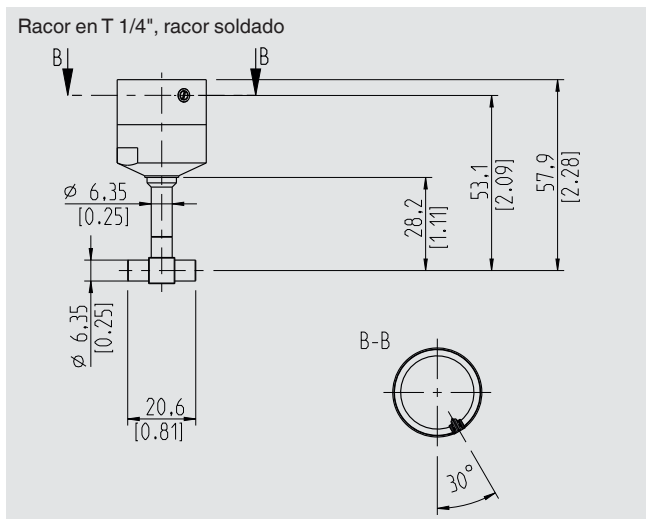 Racor en T 1/4", racor soldado
B
B
ø 6,35
[0.25]
28,2
[1.11]
53,1
[2.09]
57,9
[2.28]
ø 6,35
[0.25]
20,6
[0.81]
B-B
30°